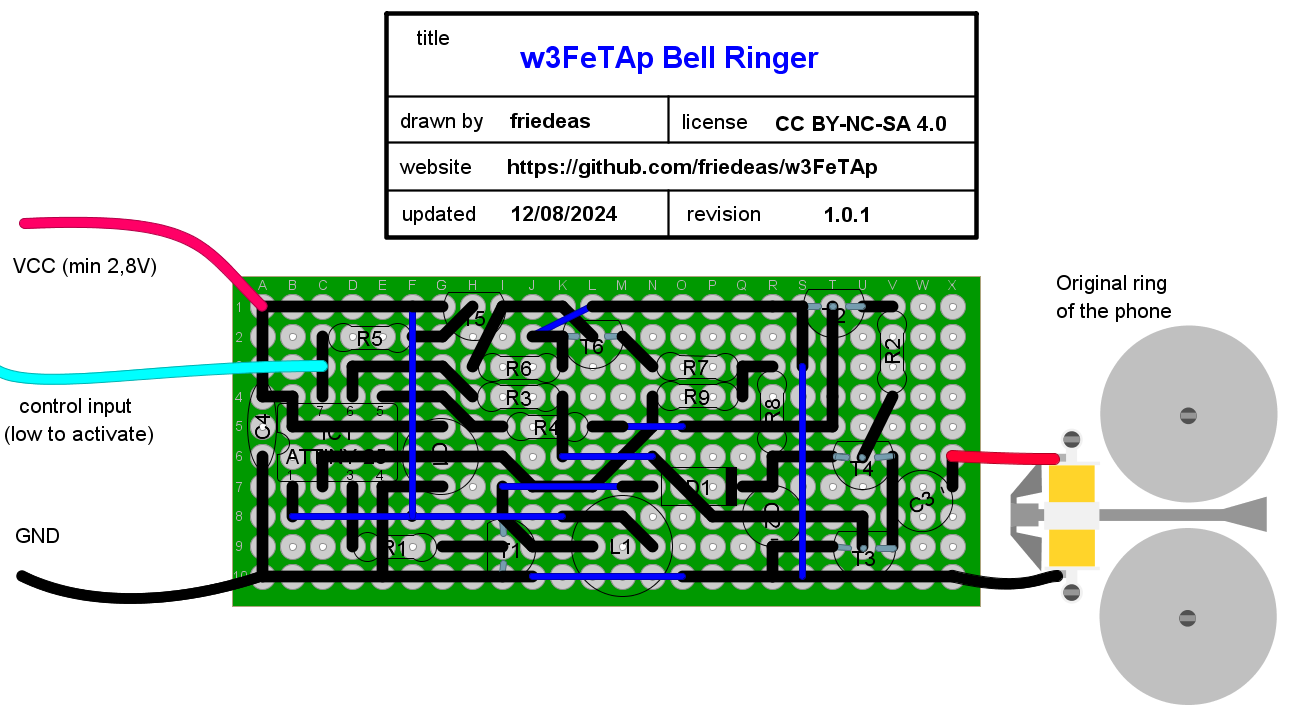 title
w3FeTAp Bell Ringer
drawn by friedeas license CC BY-NC-SA 4.0
website https://github.com/friedeas/w3FeTAp
updated 12/08/2024 revision 1.0.1
VCC (min 2,8V)
Original ring
of the phone
control input
(low to activate)
GND
A B C D E F G H I J K L M N O P Q R S T U V W X
1
2
3
4
5
6
7
8
9
10
R5
T6
R2
R6
R7
R3
R9
R8
C4
7 6 5
R4
IC1
T4
1 3 4
C3
R1
L1
T3